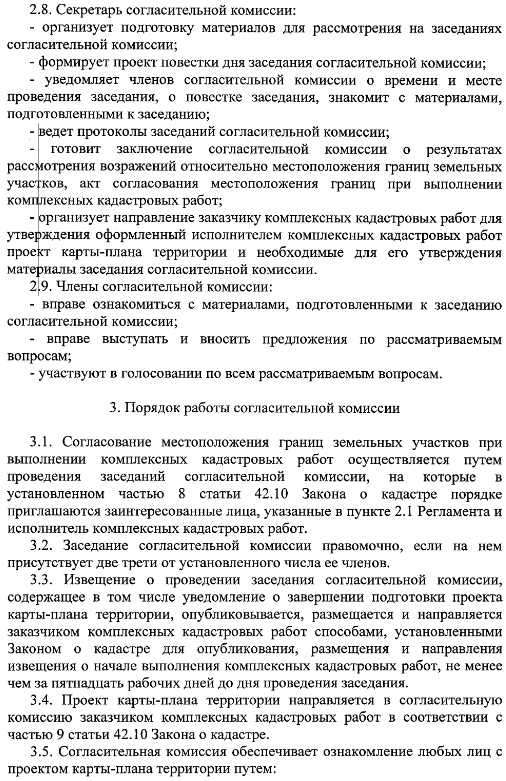 2.8. Секретарь согласительной комиссии:
- организует подготовку материалов для рассмотрения на заседаниях
согласительной комиссии;
- формирует проект повестки дня заседания согласительной комиссии;
- уведомляет членов согласительной комиссии о времени и месте
проведения заседания, о повестке заседания, знакомит с материалами,
подготовленными к заседанию;
- ведет протоколы заседаний согласительной комиссии;
- готовит заключение согласительной комиссии о результатах
рассмотрения возражений относительно местоположения границ земельных
участков, акт согласования местоположения границ при выполнении
комплексных кадастровых работ;
- организует направление заказчику комплексных кадастровых работ для
утверждения оформленный исполнителем комплексных кадастровых работ
проект карты-плана территории и необходимые для его утверждения
материалы заседания согласительной комиссии.
2.9. Члены согласительной комиссии:
- вправе ознакомиться с материалами, подготовленными к заседанию
согласительной комиссии;
- вправе выступать и вносить предложения по рассматриваемым
вопросам;
- участвуют в голосовании по всем рассматриваемым вопросам.
3. Порядок работы согласительной комиссии
3.1. Согласование местоположения границ земельных участков при
выполнении комплексных кадастровых работ осуществляется путем
проведения заседаний согласительной комиссии, на которые в
установленном частью 8 статьи 42.10 Закона о кадастре порядке
приглашаются заинтересованные лица, указанные в пункте 2.1 Регламента и
исполнитель комплексных кадастровых работ.
3.2. Заседание согласительной комиссии правомочно, если на нем
присутствует две трети от установленного числа ее членов.
3.3. Извещение о проведении заседания согласительной комиссии,
содержащее в том числе уведомление о завершении подготовки проекта
карты-плана территории, опубликовывается, размещается и направляется
заказчиком комплексных кадастровых работ способами, установленными
Законом о кадастре для опубликования, размещения и направления
извещения о начале выполнения комплексных кадастровых работ, не менее
чем за пятнадцать рабочих дней до дня проведения заседания.
3.4. Проект карты-плана территории направляется в согласительную
комиссию заказчиком комплексных кадастровых работ в соответствии с
частью 9 статьи 42.10 Закона о кадастре.
3.5. Согласительная комиссия обеспечивает ознакомление любых лиц с
проектом карты-плана территории путем: